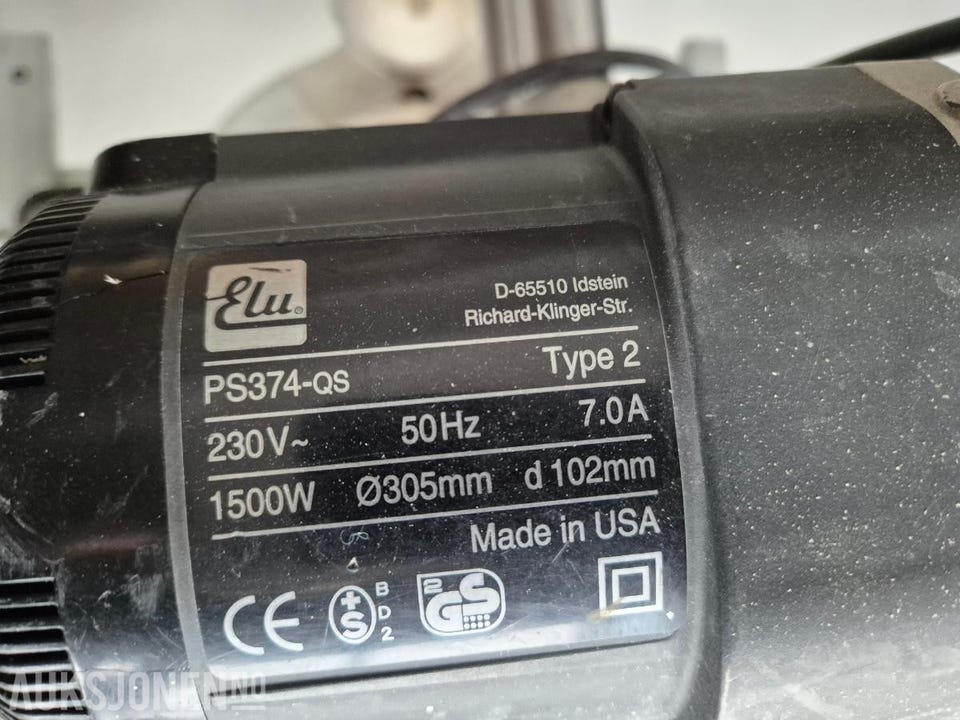 Elu®
D-65510 Idstein
Richard-Klinger-Str.
PS374-QS Type 2
230V~ 50Hz 7.0A
1500W Ø305mm d 102mm
Made in USA
CE +S B D 2 2 GS
AUKSJONEN.NO